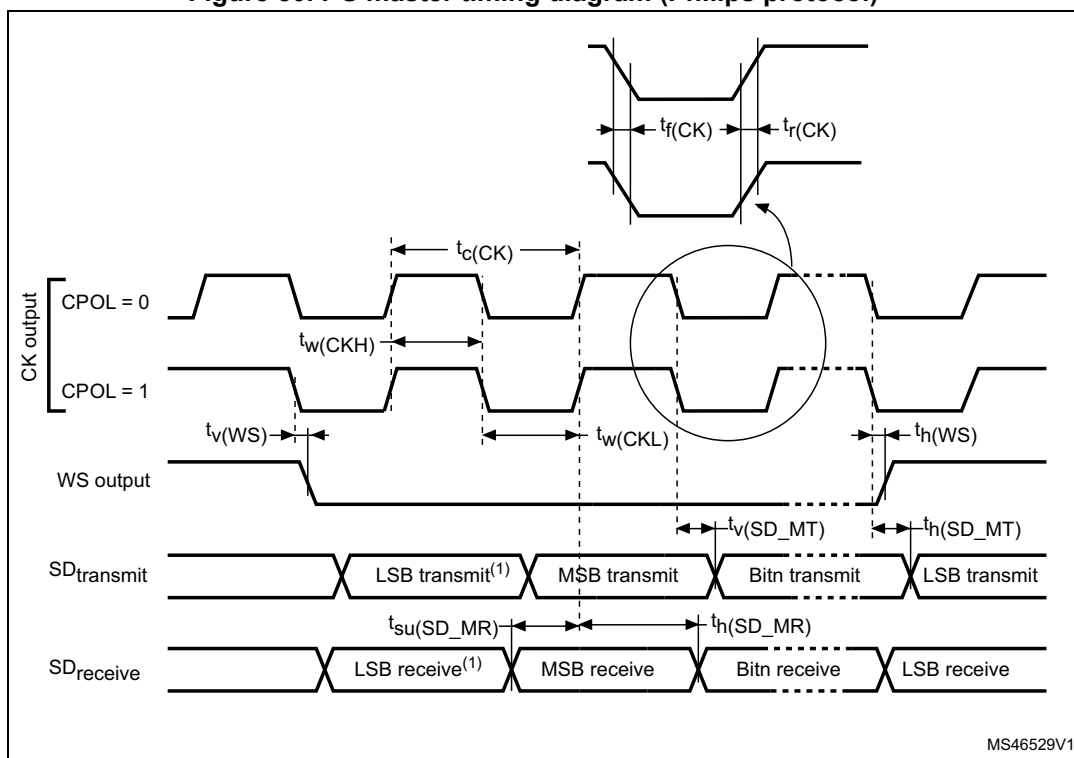 tf(CK)
tr(CK)
tc(CK)
CK output
CPOL = 0
tw(CKH)
CPOL = 1
tv(WS)
tw(CKL)
th(WS)
WS output
tv(SD_MT)
th(SD_MT)
SDtransmit
LSB transmit(1)
MSB transmit
Bitn transmit
LSB transmit
tsu(SD_MR)
th(SD_MR)
SDreceive
LSB receive(1)
MSB receive
Bitn receive
LSB receive
MS46529V1